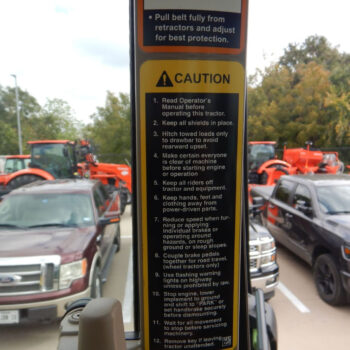 • Pull belt fully from
retractors and adjust
for best protection.
CAUTION
1. Read Operator's
Manual before
operating this tractor.
2. Keep all shields in place.
3. Hitch towed loads only
to drawbar to avoid
rearward upset.
4. Make certain everyone
is clear of machine
before starting engine
or operation
5. Keep all riders off
tractor and equipment.
6. Keep hands, feet and
clothing away from
power-driven parts.
7. Reduce speed when tur-
ning or applying
individual brakes or
operating around
hazards, on rough
ground or steep slopes.
8. Couple brake pedals
together for road travel.
(wheel tractors only)
9. Use flashing warning
lights on highway
unless prohibited by law.
10. Stop engine, lower
implement to ground
and shift to "PARK" or
set handbrake securely
before dismounting.
11. Wait for all movement
to stop before servicing
machinery.
12. Remove key if leaving
tractor unattended.